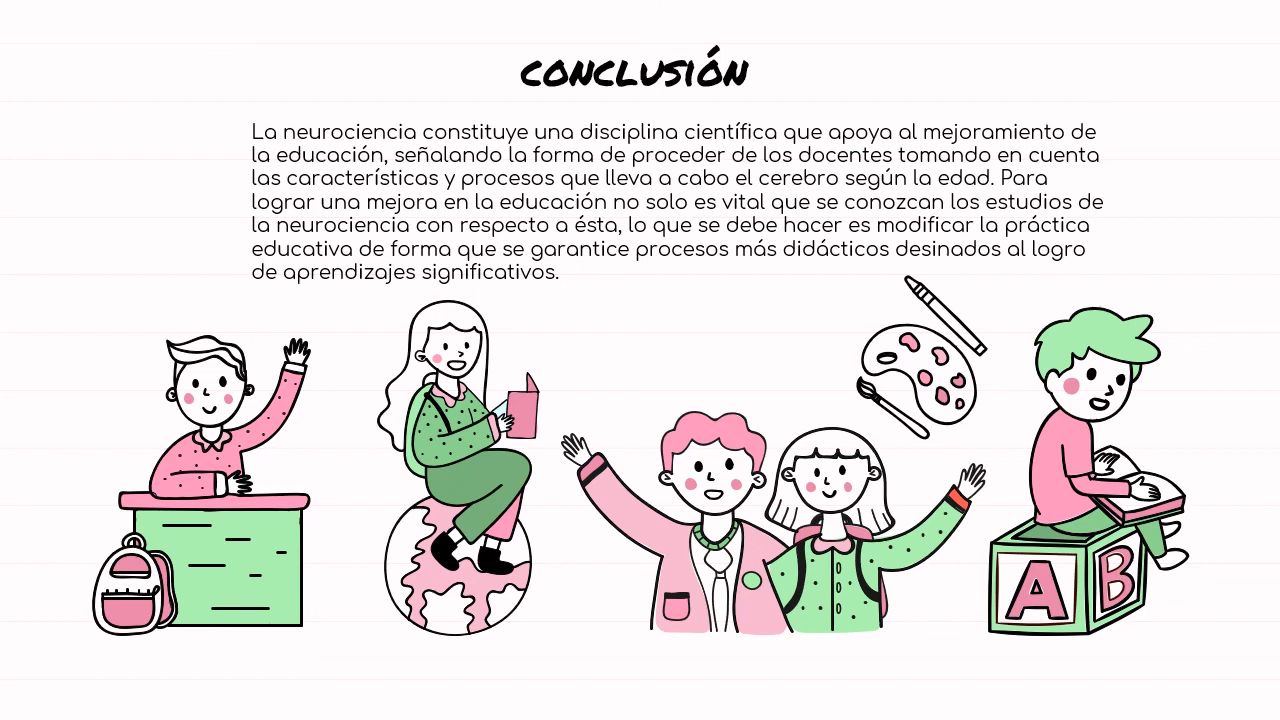 CONCLUSIÓN
La neurociencia constituye una disciplina científica que apoya al mejoramiento de
la educación, señalando la forma de proceder de los docentes tomando en cuenta
las características y procesos que lleva a cabo el cerebro según la edad. Para
lograr una mejora en la educación no solo es vital que se conozcan los estudios de
la neurociencia con respecto a ésta, lo que se debe hacer es modificar la práctica
educativa de forma que se garantice procesos más didácticos desinados al logro
de aprendizajes significativos.
A B